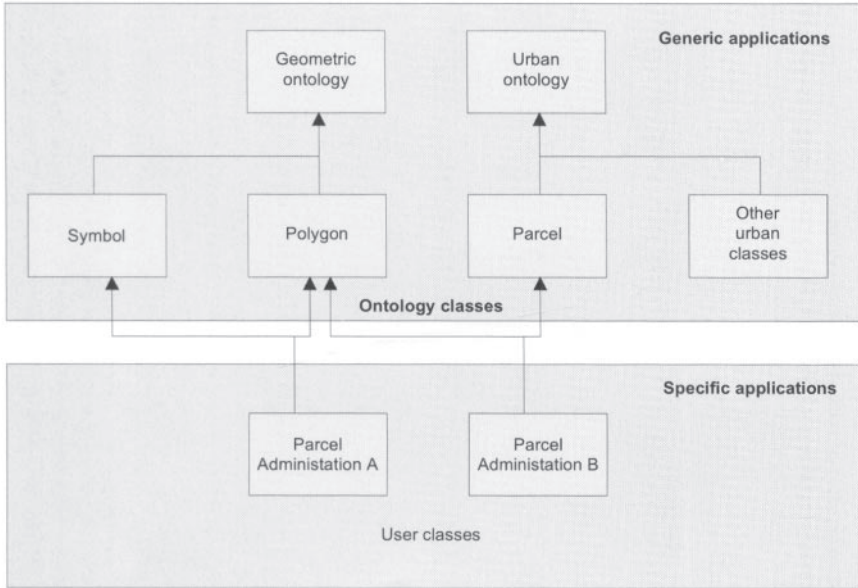 Generic applications
Geometric
ontology
Urban
ontology
Symbol
Polygon
Parcel
Other
urban
classes
Ontology classes
Specific applications
Parcel
Administation A
Parcel
Administation B
User classes